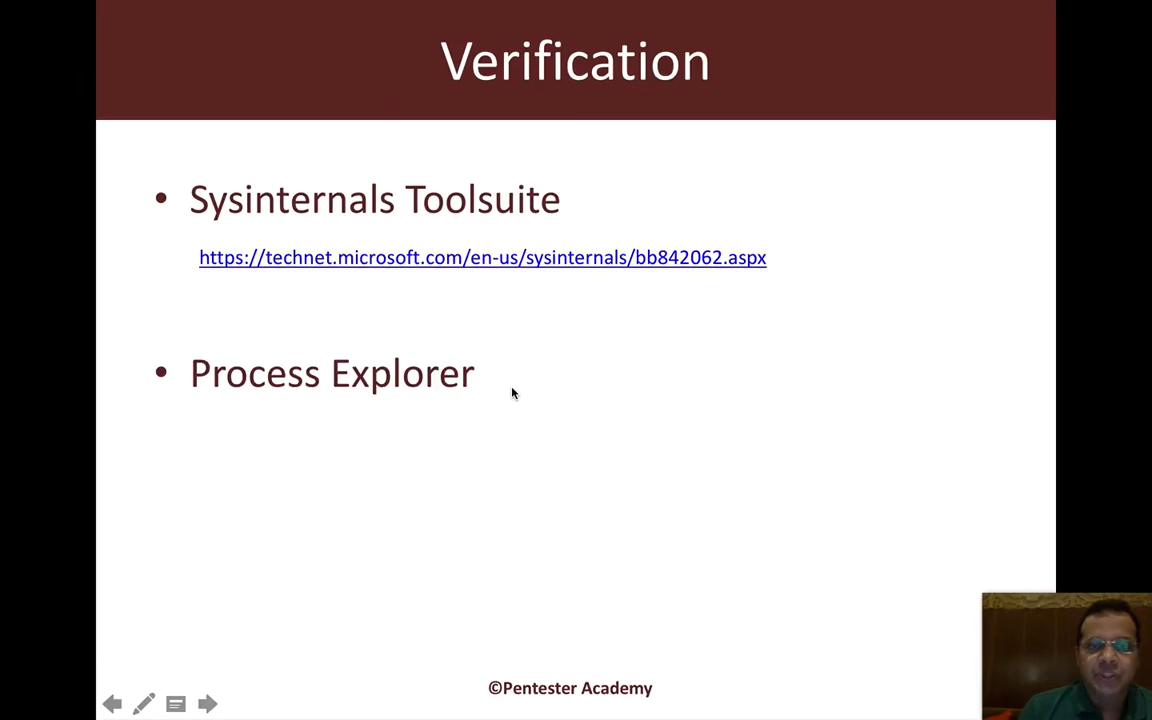 Verification
• Sysinternals Toolsuite
https://technet.microsoft.com/en-us/sysinternals/bb842062.aspx
• Process Explorer
©Pentester Academy